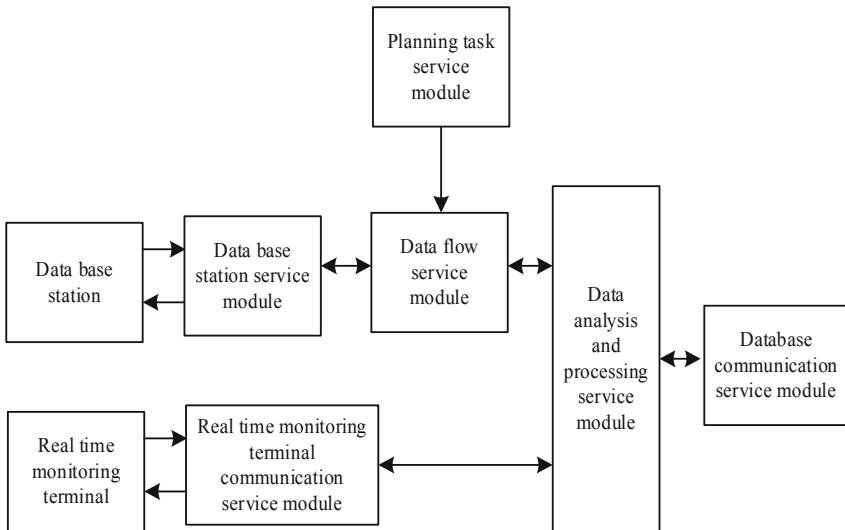 Planning task
service
module
Data base
station
Data base
station service
module
Data flow
service
module
Data
analysis
and
processing
service
module
Database
communication
service module
Real time
monitoring
terminal
Real time monitoring
terminal
communication
service module